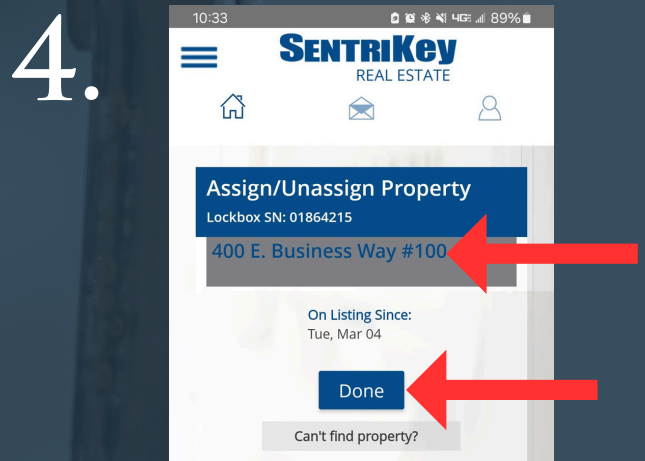 4.
10:33 4G 89%
SENTRIKEY
REAL ESTATE
Assign/Unassign Property
Lockbox SN: 01864215
400 E. Business Way #100
On Listing Since:
Tue, Mar 04
Done
Can't find property?